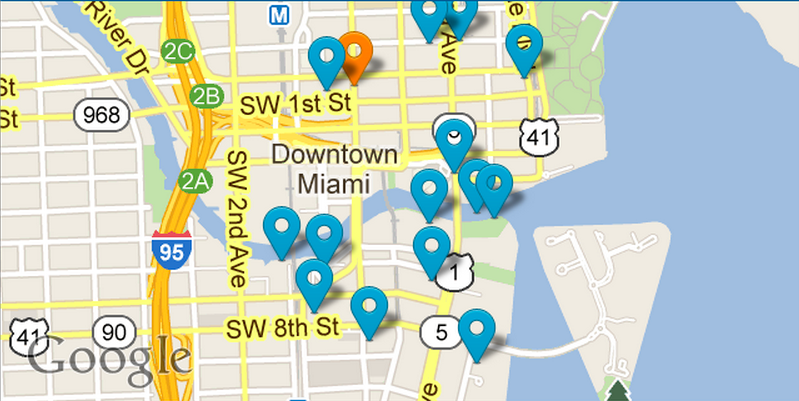 River Dr
M
e Bl
Ave
2C
St
2B
SW 1st St
968
St
41
Downtown
Miami
2A
SW 2nd Ave
95
1
41
90
SW 8th St
5
Google